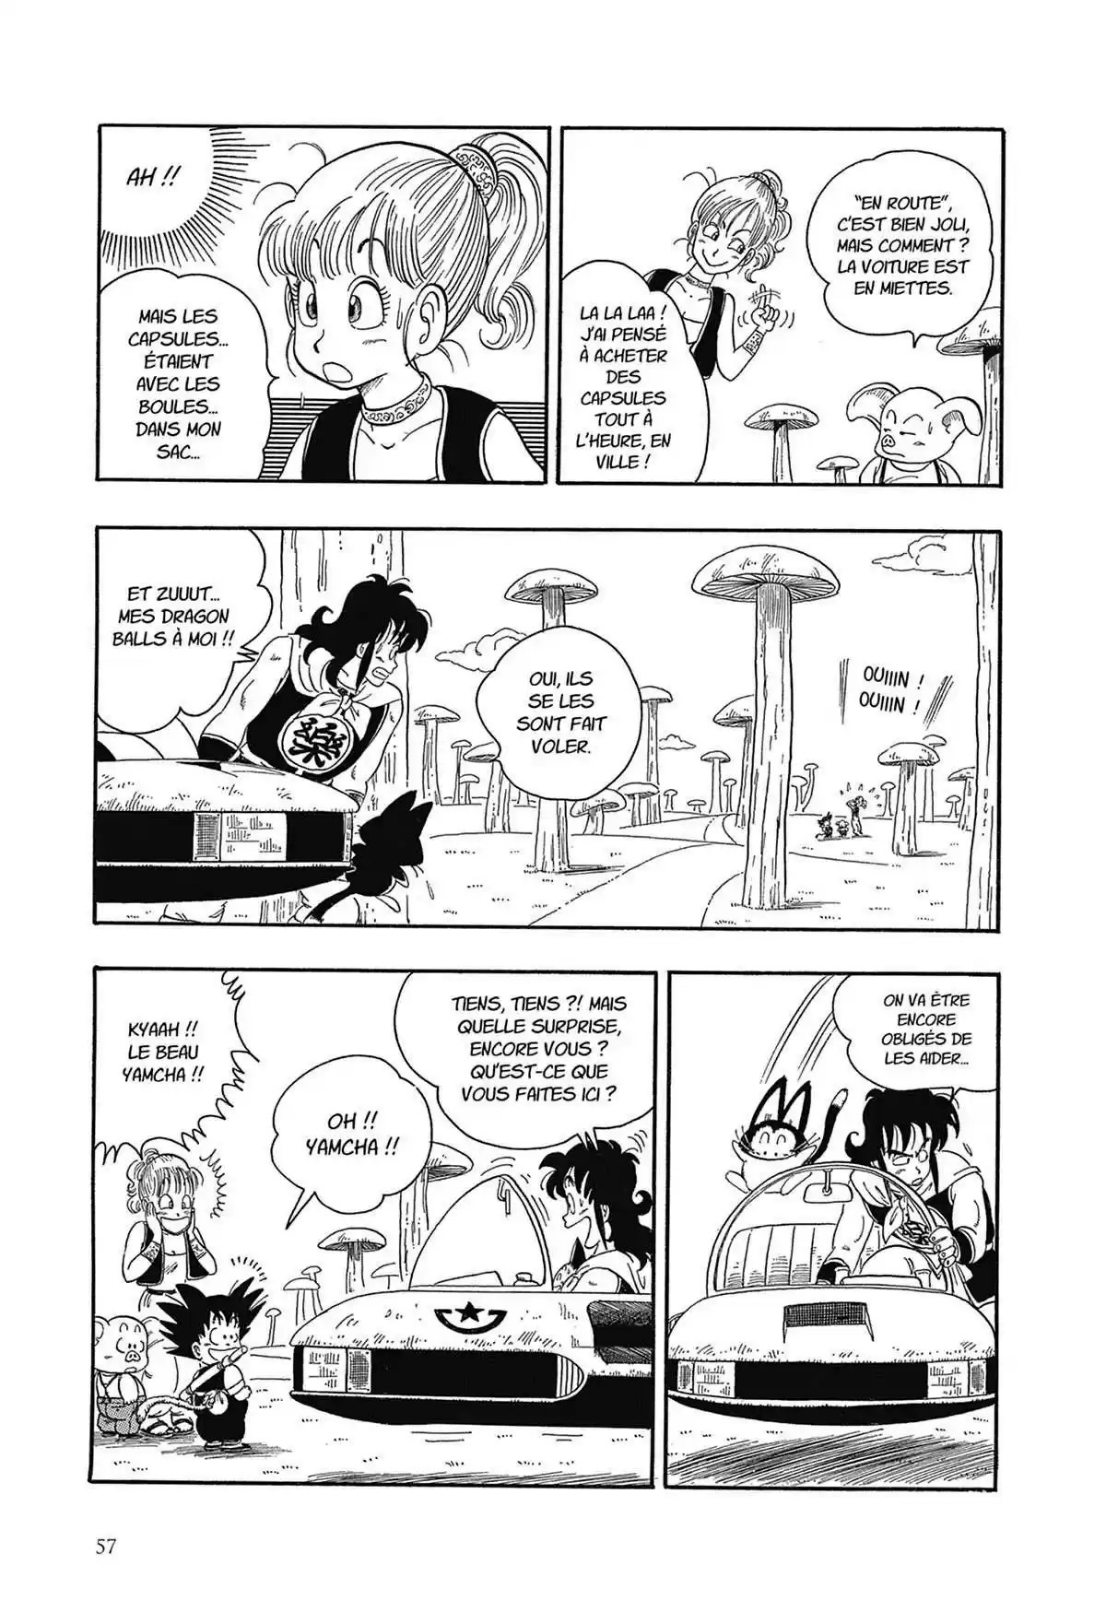 "EN ROUTE",
C'EST BIEN JOLI,
MAIS COMMENT ?
LA VOITURE EST
EN MIETTES.
LA LA LAA !
J'AI PENSÉ
À ACHETER
DES
CAPSULES
TOUT À
L'HEURE, EN
VILLE !
AH !!
MAIS LES
CAPSULES...
ÉTAIENT
AVEC LES
BOULES...
DANS MON
SAC...
OUIIIN !
OUIIIN !
OUI, ILS
SE LES
SONT FAIT
VOLER.
ET ZUUUT...
MES DRAGON
BALLS À MOI !!
ON VA ÊTRE
ENCORE
OBLIGÉS DE
LES AIDER...
TIENS, TIENS ?! MAIS
QUELLE SURPRISE,
ENCORE VOUS ?
QU'EST-CE QUE
VOUS FAITES ICI ?
OH !!
YAMCHA !!
KYAAH !!
LE BEAU
YAMCHA !!
樂
57